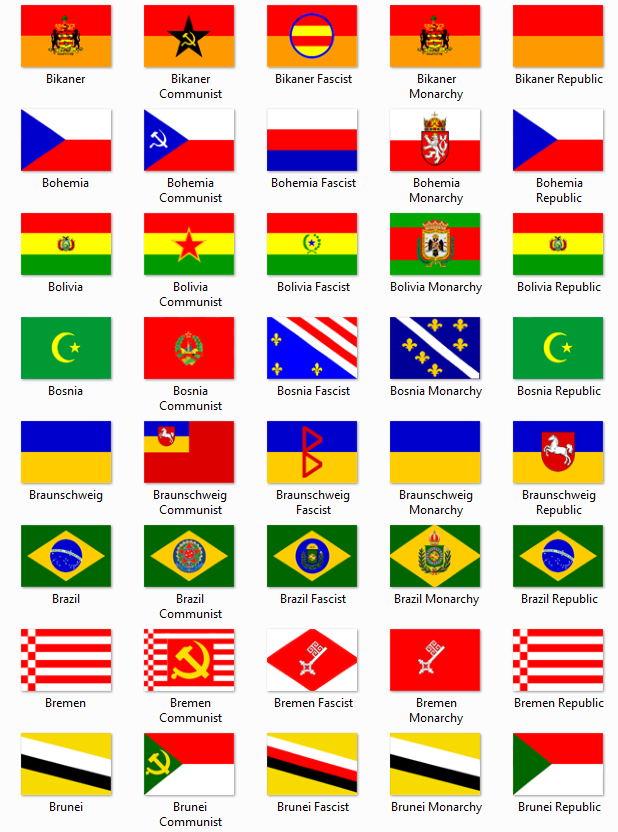 Bikaner
Bikaner
Communist
Bikaner Fascist
Bikaner
Monarchy
Bikaner Republic
Bohemia
Bohemia
Communist
Bohemia Fascist
Bohemia
Monarchy
Bohemia
Republic
Bolivia
Bolivia
Communist
Bolivia Fascist
Bolivia Monarchy
Bolivia Republic
Bosnia
Bosnia
Communist
Bosnia Fascist
Bosnia Monarchy
Bosnia Republic
Braunschweig
Braunschweig
Communist
Braunschweig
Fascist
Braunschweig
Monarchy
Braunschweig
Republic
Brazil
Brazil
Communist
Brazil Fascist
Brazil Monarchy
Brazil Republic
Bremen
Bremen
Communist
Bremen Fascist
Bremen
Monarchy
Bremen Republic
Brunei
Brunei
Communist
Brunei Fascist
Brunei Monarchy
Brunei Republic